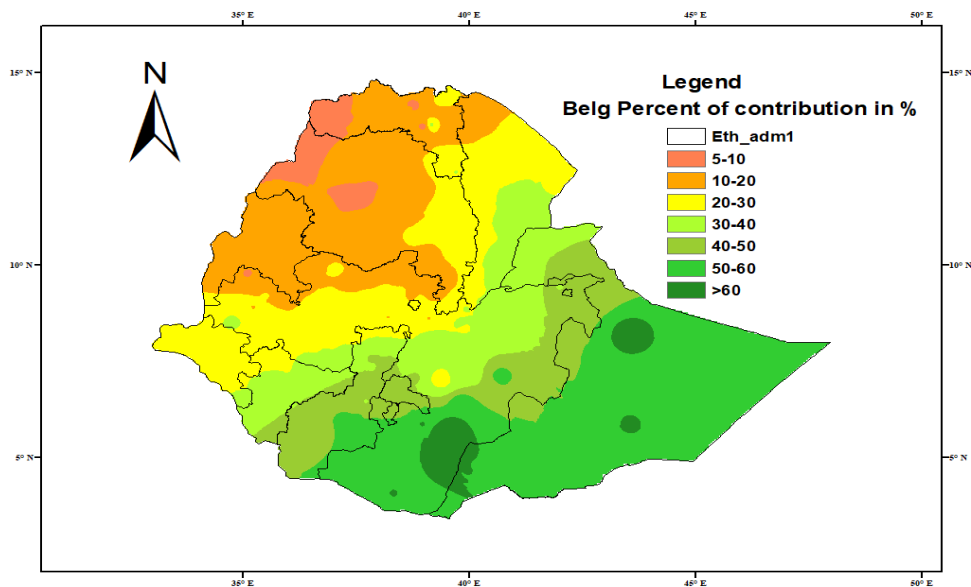 35° E 40° E 45° E 50° E
15° N 15° N
N
Legend
Belg Percent of contribution in %
Eth_adm1
5-10
10-20
20-30
30-40
40-50
50-60
>60
10° N 10° N
5° N 5° N
35° E 40° E 45° E 50° E